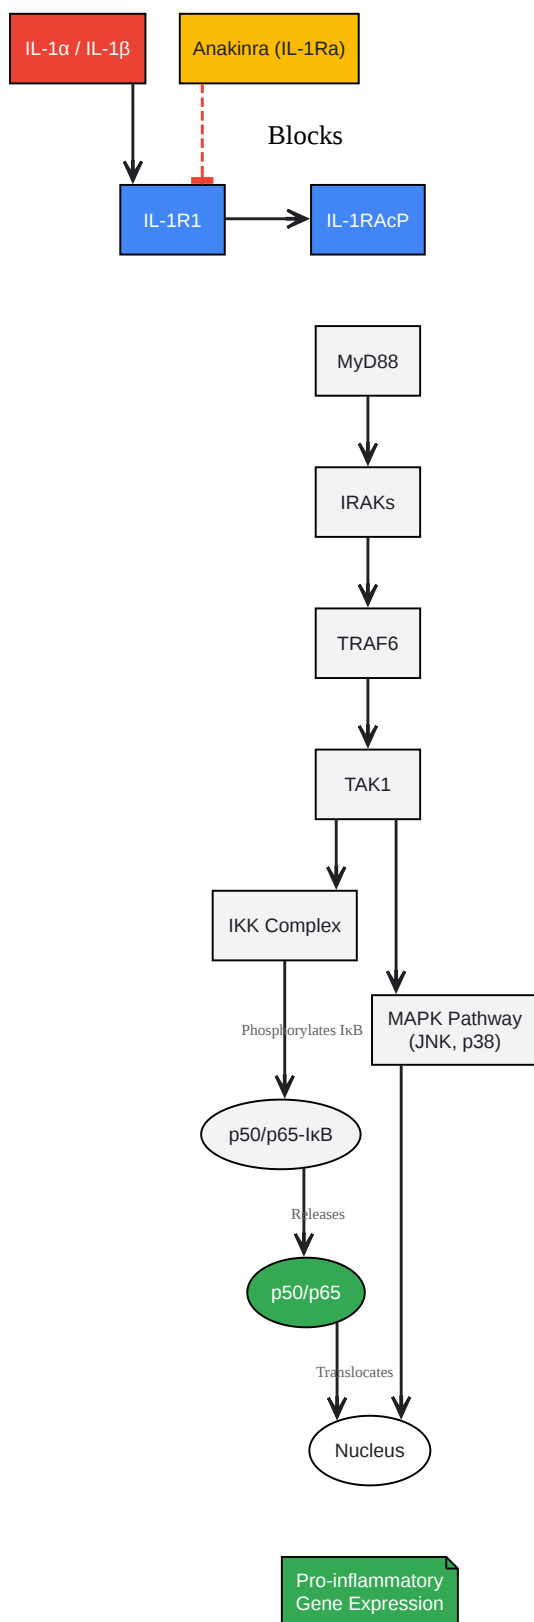 IL-1α / IL-1β
Anakinra (IL-1Ra)
Blocks
IL-1R1
IL-1RAcP
MyD88
IRAKs
TRAF6
TAK1
IKK Complex
MAPK Pathway
(JNK, p38)
Phosphorylates IκB
p50/p65-IκB
Releases
p50/p65
Translocates
Nucleus
Pro-inflammatory
Gene Expression